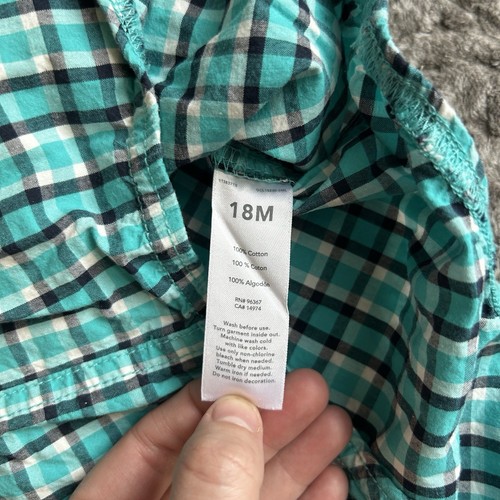 18M
100% Cotton
100 % Coton
100% Algodón
RN# 96367
CA# 14974
Wash before use.
Turn garment inside out.
Machine wash cold
with like colors.
Use only non-chlorine
bleach when needed.
Tumble dry medium.
Warm iron if needed.
Do not iron decoration.